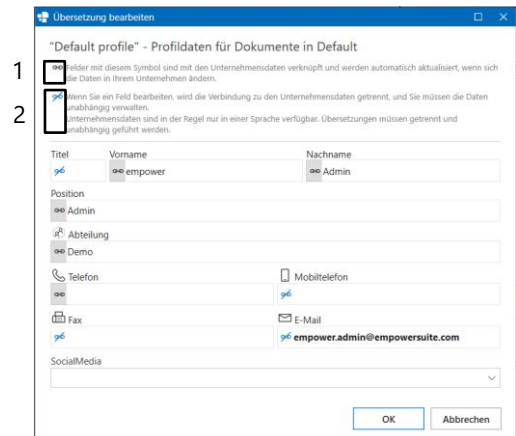 Übersetzung bearbeiten
"Default profile" - Profildaten für Dokumente in Default
1
Felder mit diesem Symbol sind mit den Unternehmensdaten verknüpft und werden automatisch aktualisiert, wenn sich
die Daten in Ihrem Unternehmen ändern.
2
Wenn Sie ein Feld bearbeiten, wird die Verbindung zu den Unternehmensdaten getrennt, und Sie müssen die Daten
unabhängig verwalten.
Unternehmensdaten sind in der Regel nur in einer Sprache verfügbar. Übersetzungen müssen getrennt und
unabhängig geführt werden.
Titel Vorname Nachname
empower Admin
Position
Admin
Abteilung
Demo
Telefon Mobiltelefon
Fax E-Mail
empower.admin@empowersuite.com
SocialMedia
OK Abbrechen